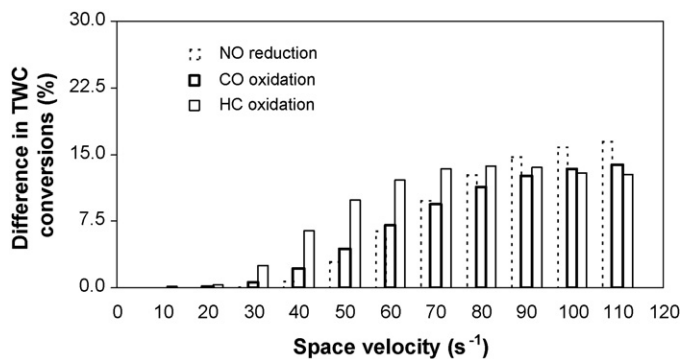 30.0
22.5
15.0
7.5
0.0
Difference in TWC
conversions (%)
NO reduction
CO oxidation
HC oxidation
0 10 20 30 40 50 60 70 80 90 100 110 120
Space velocity (s⁻¹)